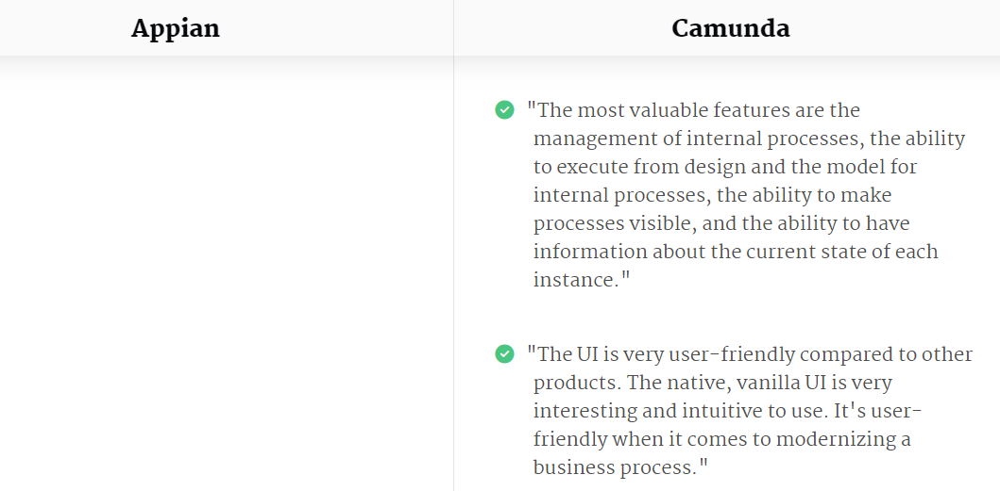 Appian
Camunda
"The most valuable features are the
management of internal processes, the ability
to execute from design and the model for
internal processes, the ability to make
processes visible, and the ability to have
information about the current state of each
instance."
"The UI is very user-friendly compared to other
products. The native, vanilla UI is very
interesting and intuitive to use. It's user-
friendly when it comes to modernizing a
business process."